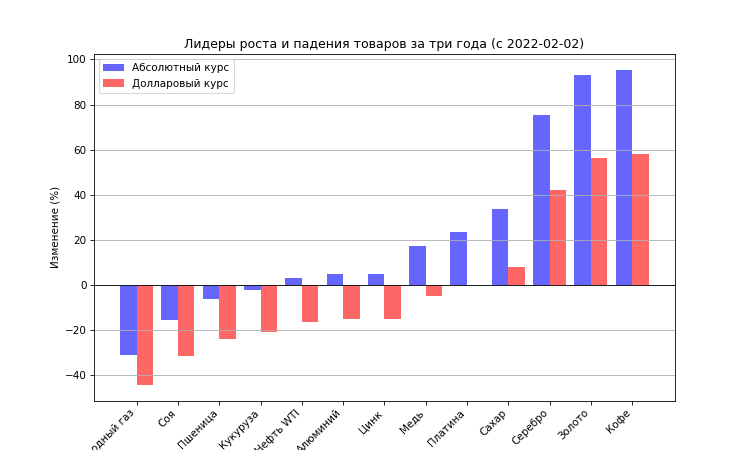 Лидеры роста и падения товаров за три года (с 2022-02-02)
Абсолютный курс
Долларовый курс
Изменение (%)
100
80
60
40
20
0
−20
−40
газ
Соя
Пшеница
Кукуруза
Нефть WTI
Алюминий
Цинк
Медь
Платина
Сахар
Серебро
Золото
Кофе